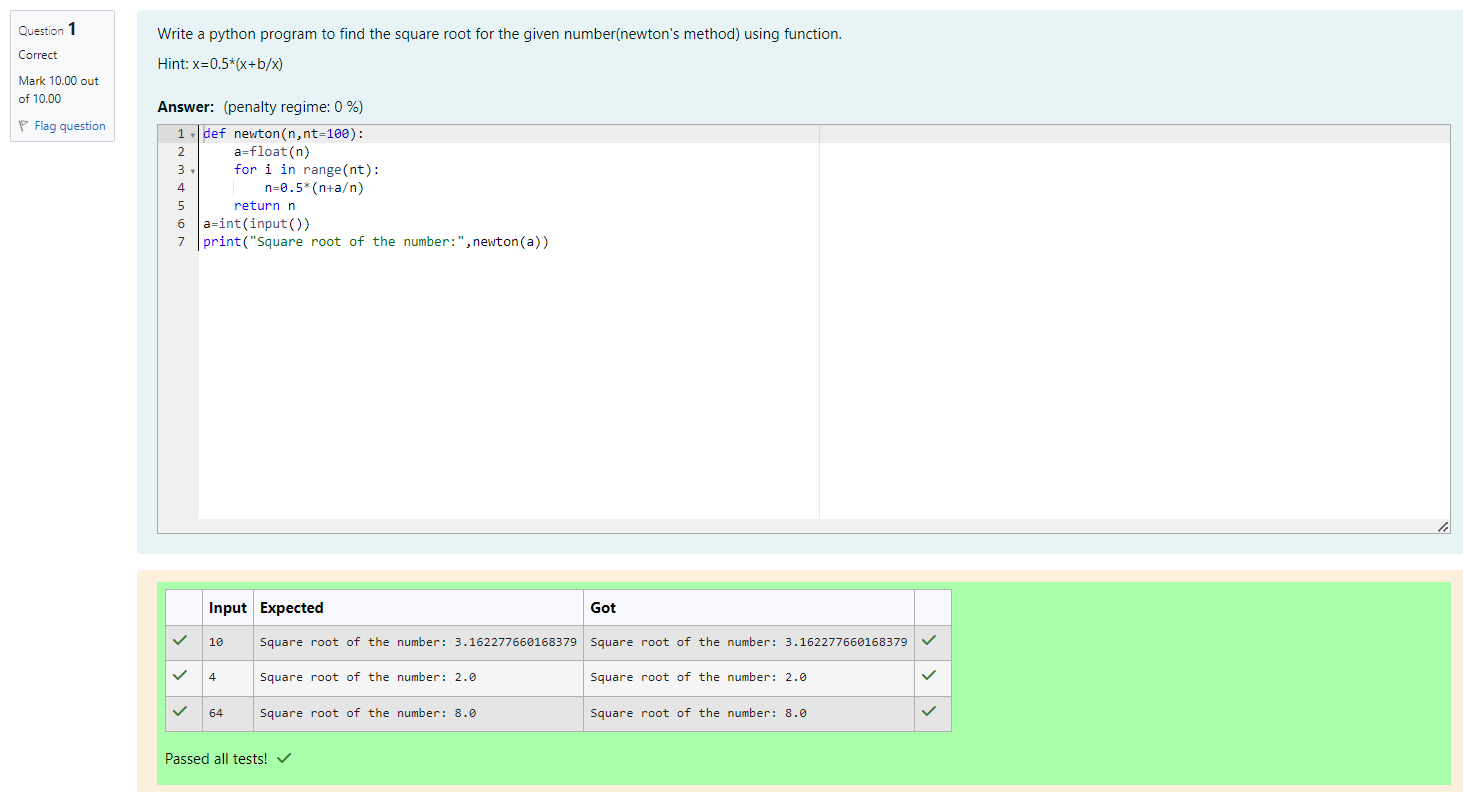 Question 1
Correct
Mark 10.00 out
of 10.00
Flag question
Write a python program to find the square root for the given number(newton's method) using function.
Hint: x=0.5*(x+b/x)
Answer: (penalty regime: 0 %)
1 def newton(n,nt=100):
2     a=float(n)
3     for i in range(nt):
4         n=0.5*(n+a/n)
5     return n
6 a=int(input())
7 print("Square root of the number:",newton(a))
Input Expected Got
10 Square root of the number: 3.162277660168379 Square root of the number: 3.162277660168379
4 Square root of the number: 2.0 Square root of the number: 2.0
64 Square root of the number: 8.0 Square root of the number: 8.0
Passed all tests!